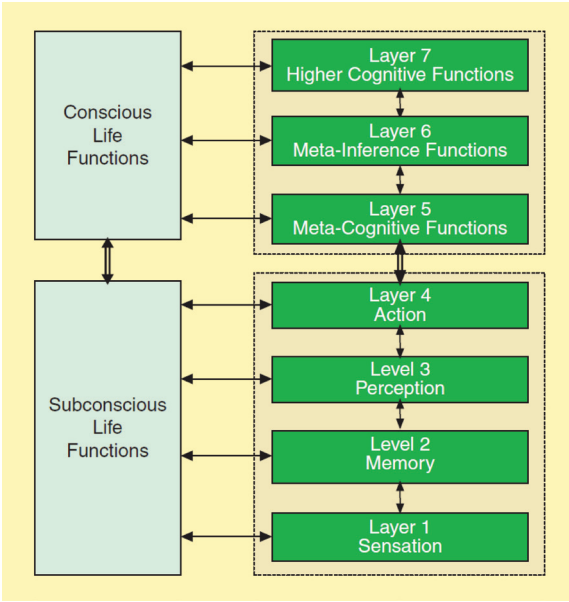 Conscious
Life
Functions
Layer 7
Higher Cognitive Functions
Layer 6
Meta-Inference Functions
Layer 5
Meta-Cognitive Functions
Subconscious
Life
Functions
Layer 4
Action
Level 3
Perception
Level 2
Memory
Layer 1
Sensation